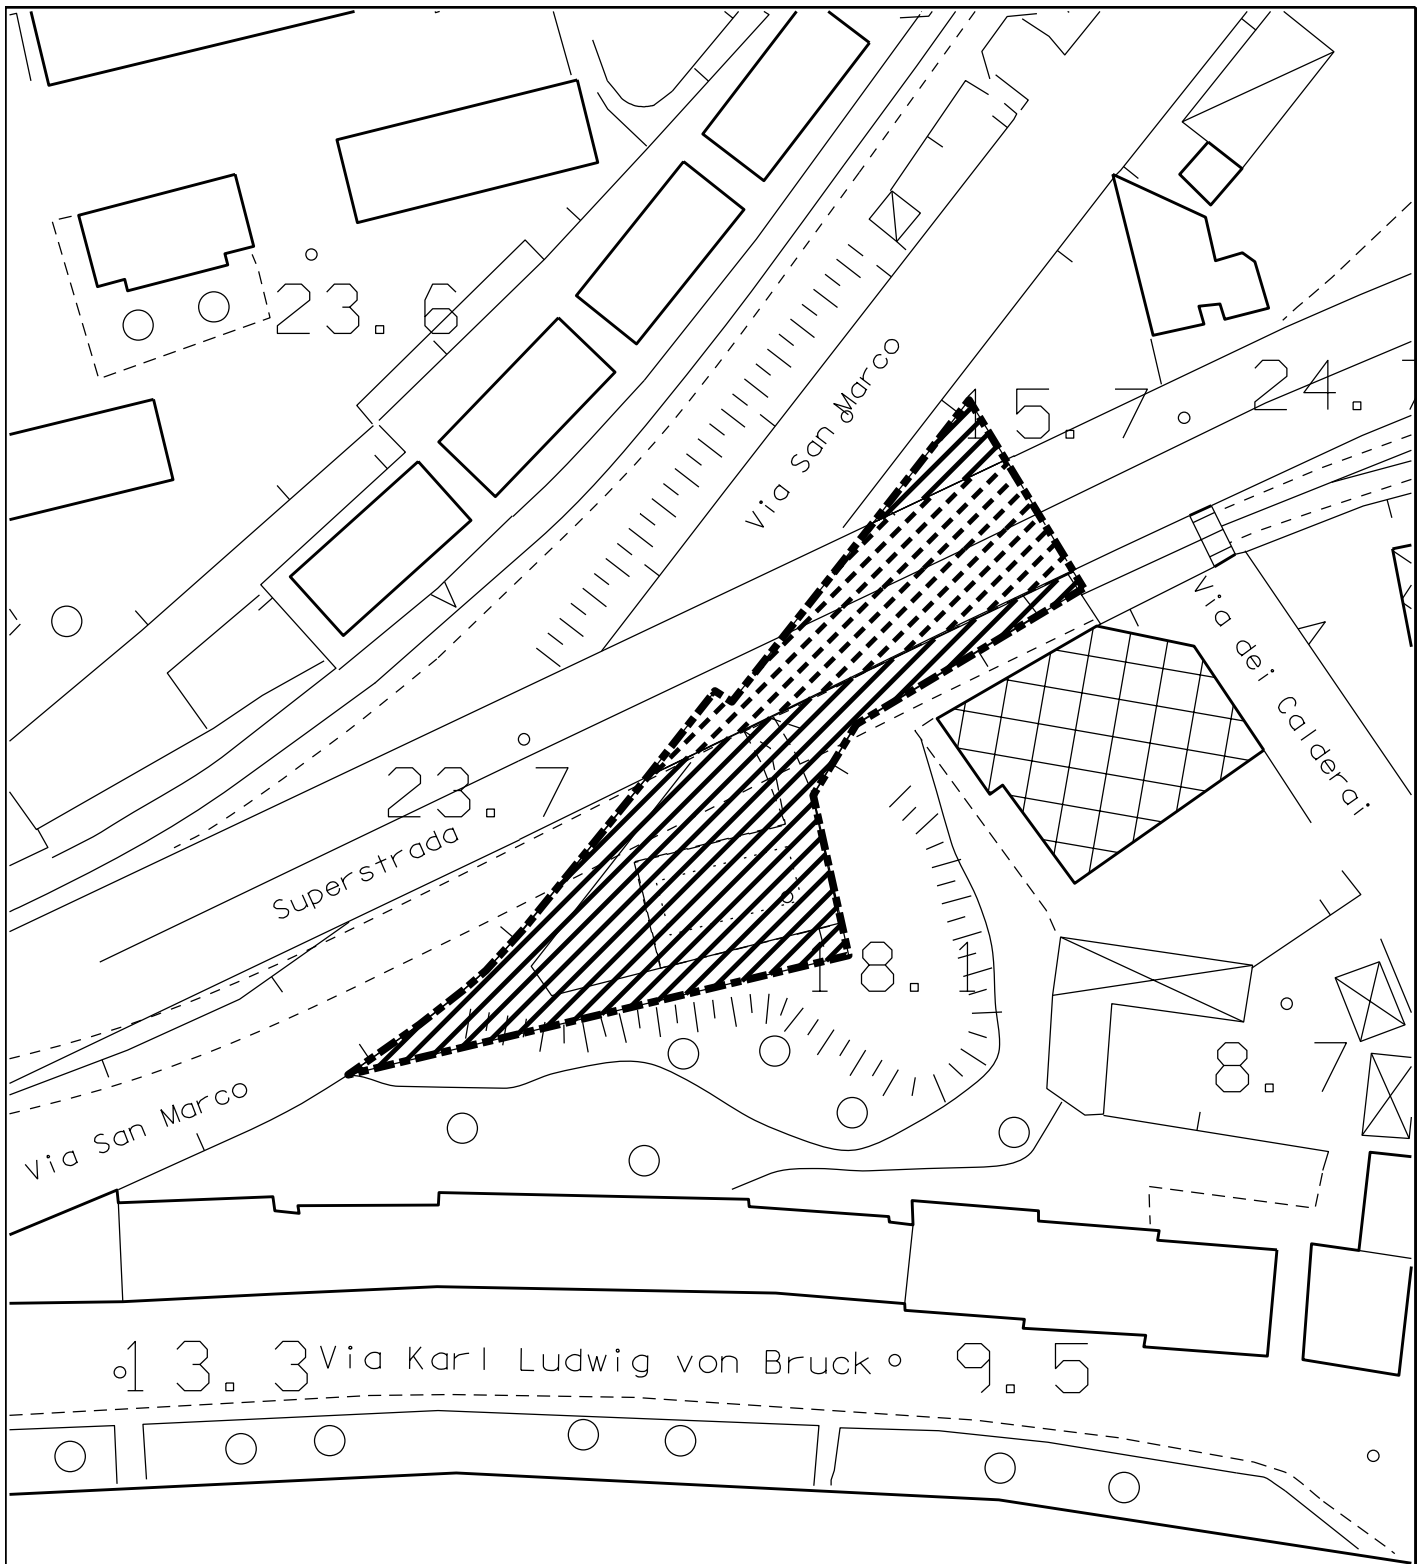 23.6
Via San Marco
15.7
24.
Via dei Calderai
23.7
Superstrada
18.1
8.7
Via San Marco
13.3
Via Karl Ludwig von Bruck
9.5